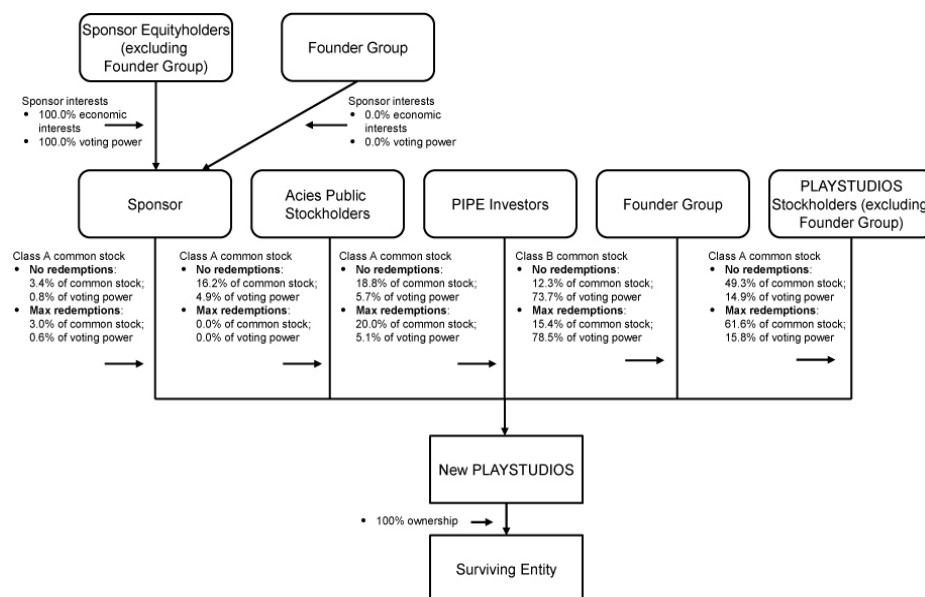 Sponsor Equityholders
(excluding
Founder Group)
Founder Group
Sponsor interests
• 100.0% economic
interests
• 100.0% voting power
Sponsor interests
• 0.0% economic
interests
• 0.0% voting power
Sponsor
Acies Public
Stockholders
PIPE Investors
Founder Group
PLAYSTUDIOS
Stockholders (excluding
Founder Group)
Class A common stock
• No redemptions:
3.4% of common stock;
0.8% of voting power
• Max redemptions:
3.0% of common stock;
0.6% of voting power
Class A common stock
• No redemptions:
16.2% of common stock;
4.9% of voting power
• Max redemptions:
0.0% of common stock;
0.0% of voting power
Class A common stock
• No redemptions:
18.8% of common stock;
5.7% of voting power
• Max redemptions:
20.0% of common stock;
5.1% of voting power
Class B common stock
• No redemptions:
12.3% of common stock;
73.7% of voting power
• Max redemptions:
15.4% of common stock;
78.5% of voting power
Class A common stock
• No redemptions:
49.3% of common stock;
14.9% of voting power
• Max redemptions:
61.6% of common stock;
15.8% of voting power
New PLAYSTUDIOS
• 100% ownership
Surviving Entity